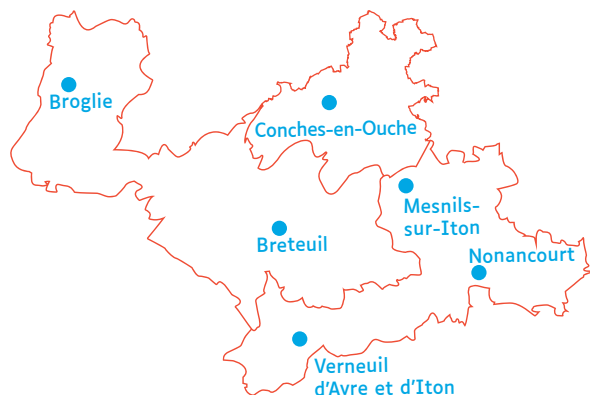 Broglie
Conches-en-Ouche
Mesnils-
sur-Iton
Breteuil
Nonancourt
Verneuil
d'Avre et d'Iton